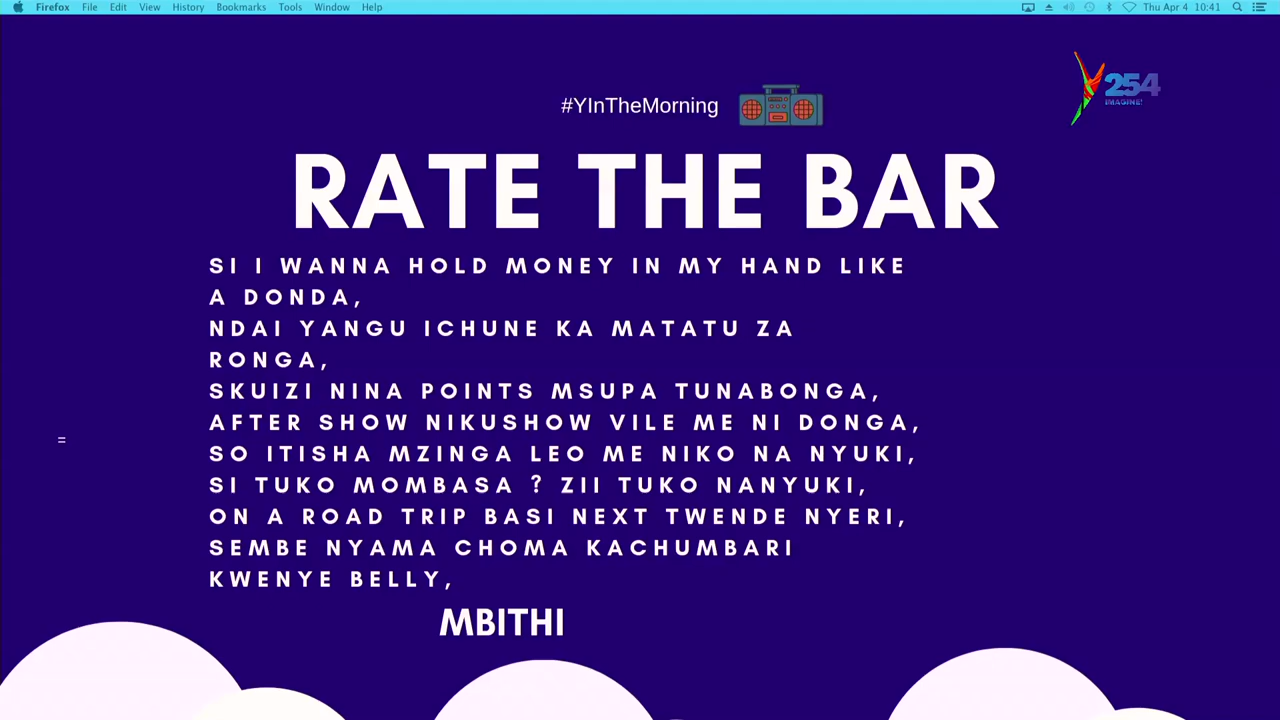 Firefox File Edit View History Bookmarks Tools Window Help Thu Apr 4 10:41
254
IMAGINE!
#YInTheMorning
RATE THE BAR
SI I WANNA HOLD MONEY IN MY HAND LIKE
A DONDA,
NDAI YANGU ICHUNE KA MATATU ZA
RONGA,
SKUIZI NINA POINTS MSUPA TUNABONGA,
AFTER SHOW NIKUSHOW VILE ME NI DONGA,
=
SO ITISHA MZINGA LEO ME NIKO NA NYUKI,
SI TUKO MOMBASA ? ZII TUKO NANYUKI,
ON A ROAD TRIP BASI NEXT TWENDE NYERI,
SEMBE NYAMA CHOMA KACHUMBARI
KWENYE BELLY,
MBITHI